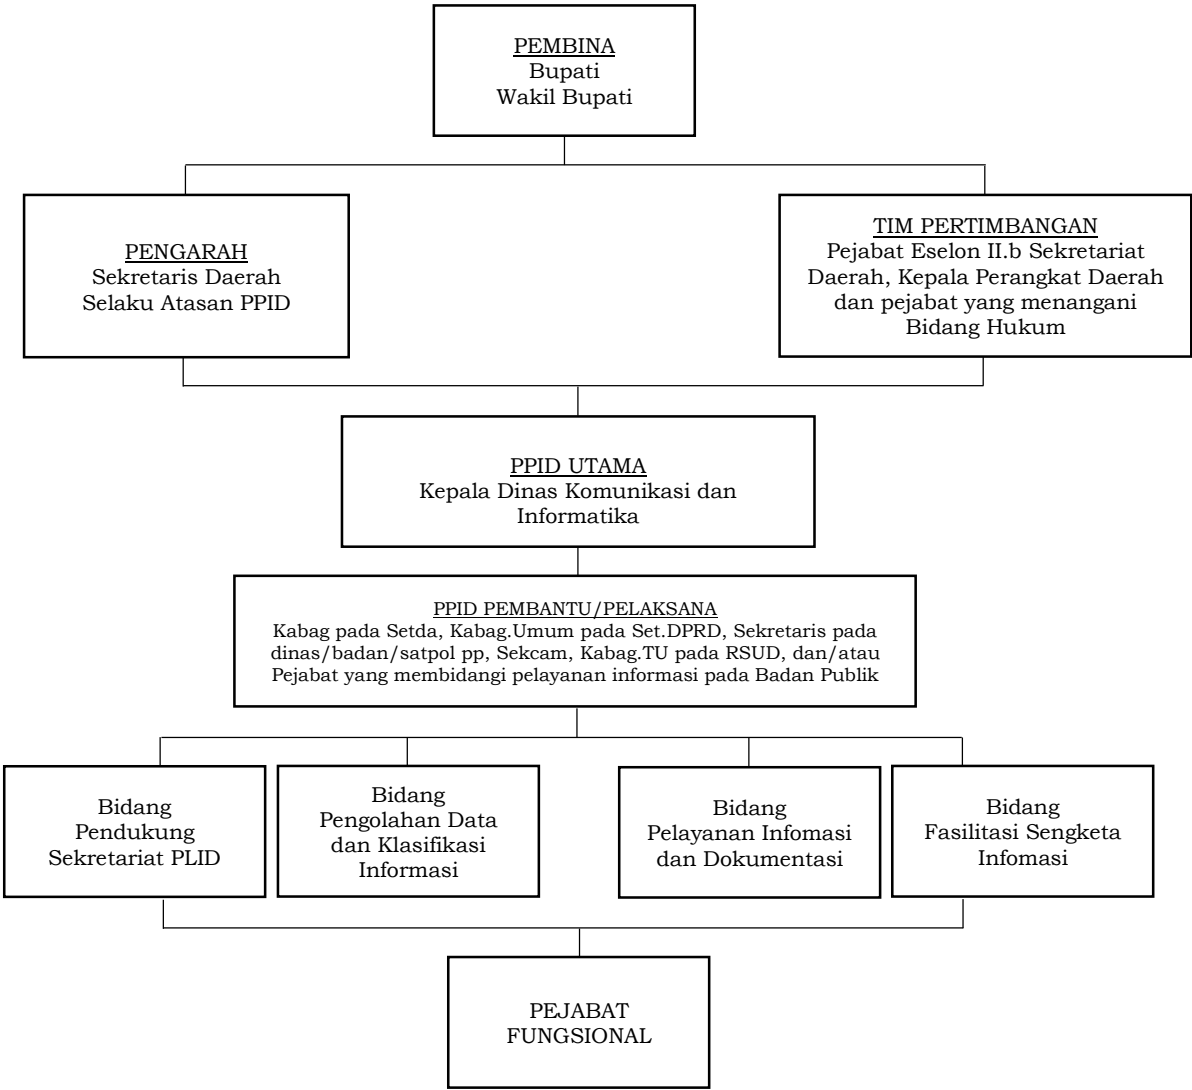 PEMBINA
Bupati
Wakil Bupati
PENGARAH
Sekretaris Daerah
Selaku Atasan PPID
TIM PERTIMBANGAN
Pejabat Eselon II.b Sekretariat
Daerah, Kepala Perangkat Daerah
dan pejabat yang menangani
Bidang Hukum
PPID UTAMA
Kepala Dinas Komunikasi dan
Informatika
PPID PEMBANTU/PELAKSANA
Kabag pada Setda, Kabag.Umum pada Set.DPRD, Sekretaris pada
dinas/badan/satpol pp, Sekcam, Kabag.TU pada RSUD, dan/atau
Pejabat yang membidangi pelayanan informasi pada Badan Publik
Bidang
Pendukung
Sekretariat PLID
Bidang
Pengolahan Data
dan Klasifikasi
Informasi
Bidang
Pelayanan Infomasi
dan Dokumentasi
Bidang
Fasilitasi Sengketa
Infomasi
PEJABAT
FUNGSIONAL